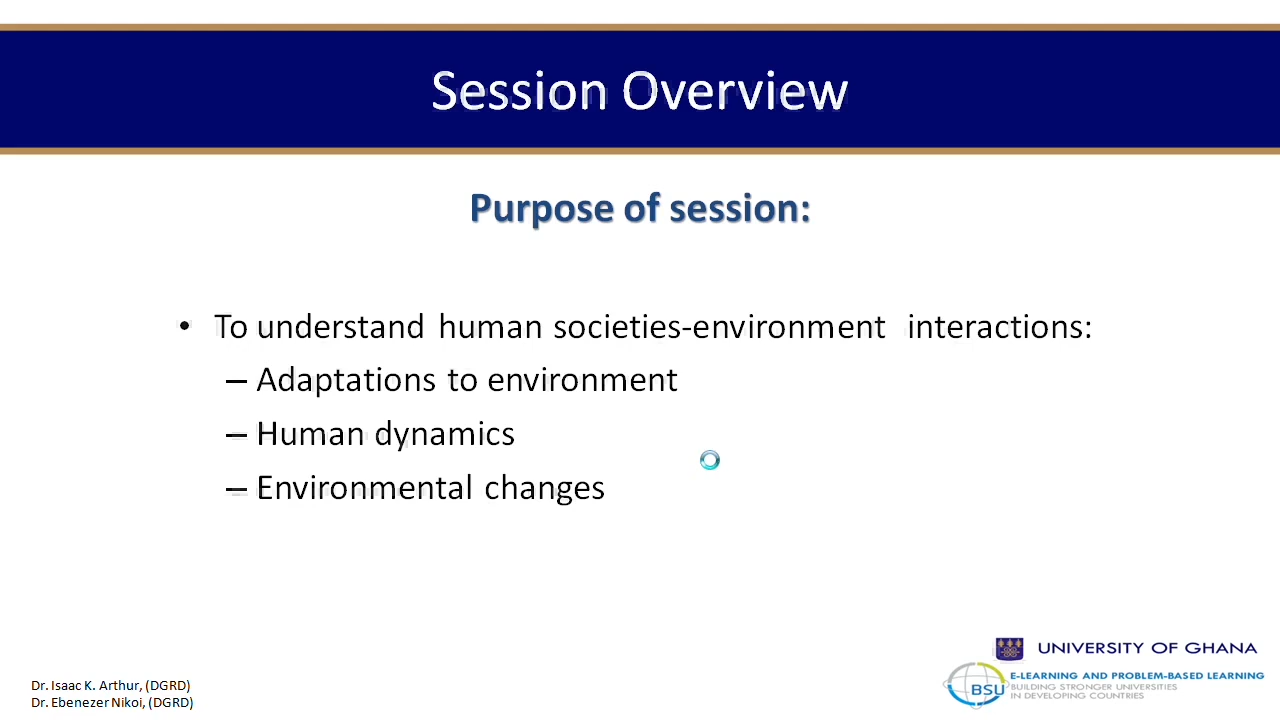 Session Overview
Purpose of session:
• To understand human societies-environment interactions:
– Adaptations to environment
– Human dynamics
– Environmental changes
Dr. Isaac K. Arthur, (DGRD)
Dr. Ebenezer Nikoi, (DGRD)
UNIVERSITY OF GHANA
BSU
E-LEARNING AND PROBLEM-BASED LEARNING
BUILDING STRONGER UNIVERSITIES
IN DEVELOPING COUNTRIES